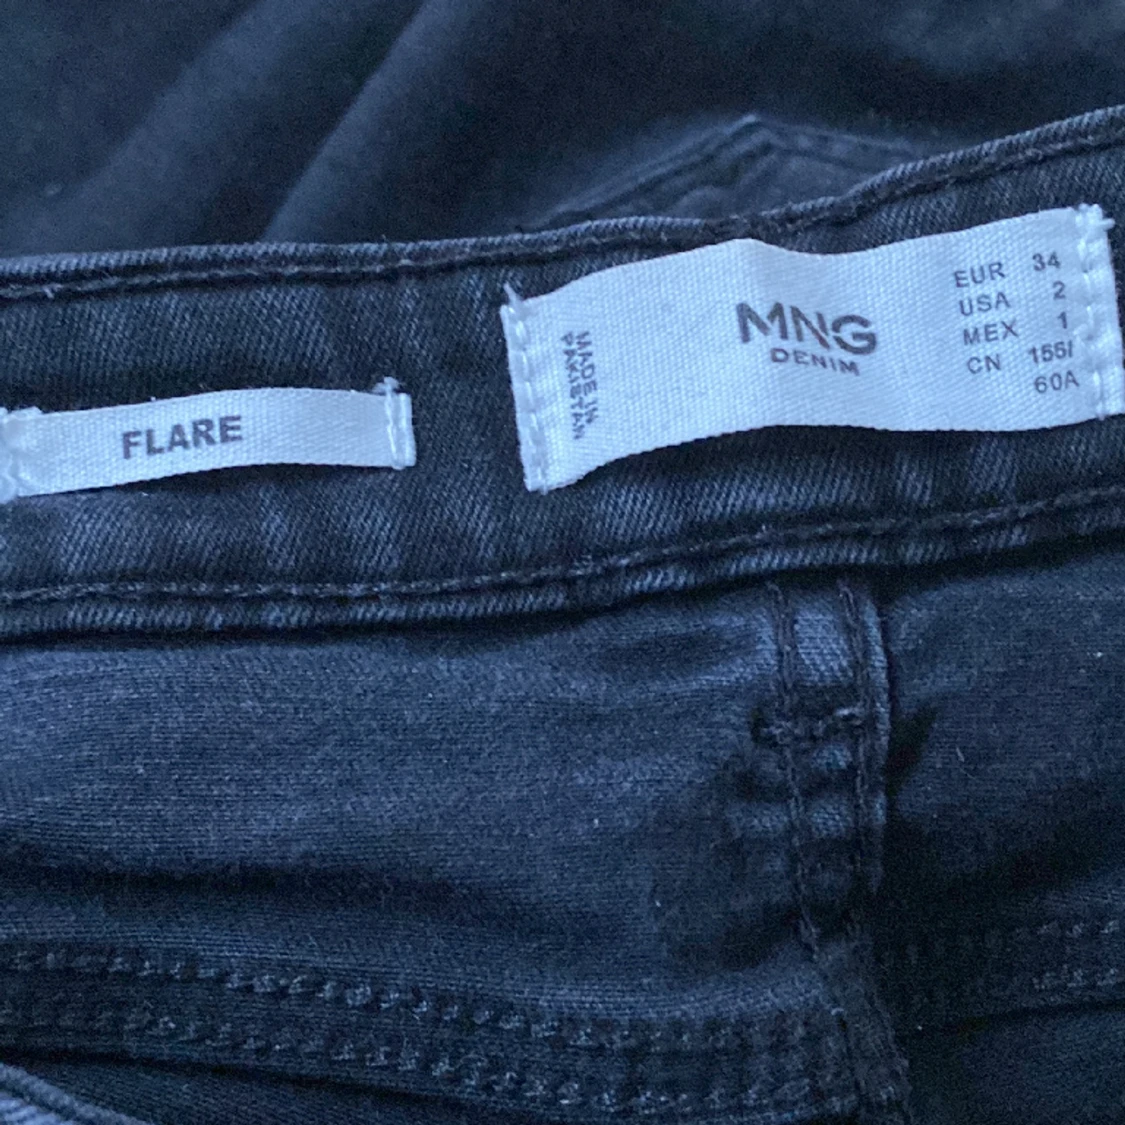 FLARE
MADE IN
PAKISTAN
MNG
DENIM
EUR 34
USA 2
MEX 1
CN 155/
60A